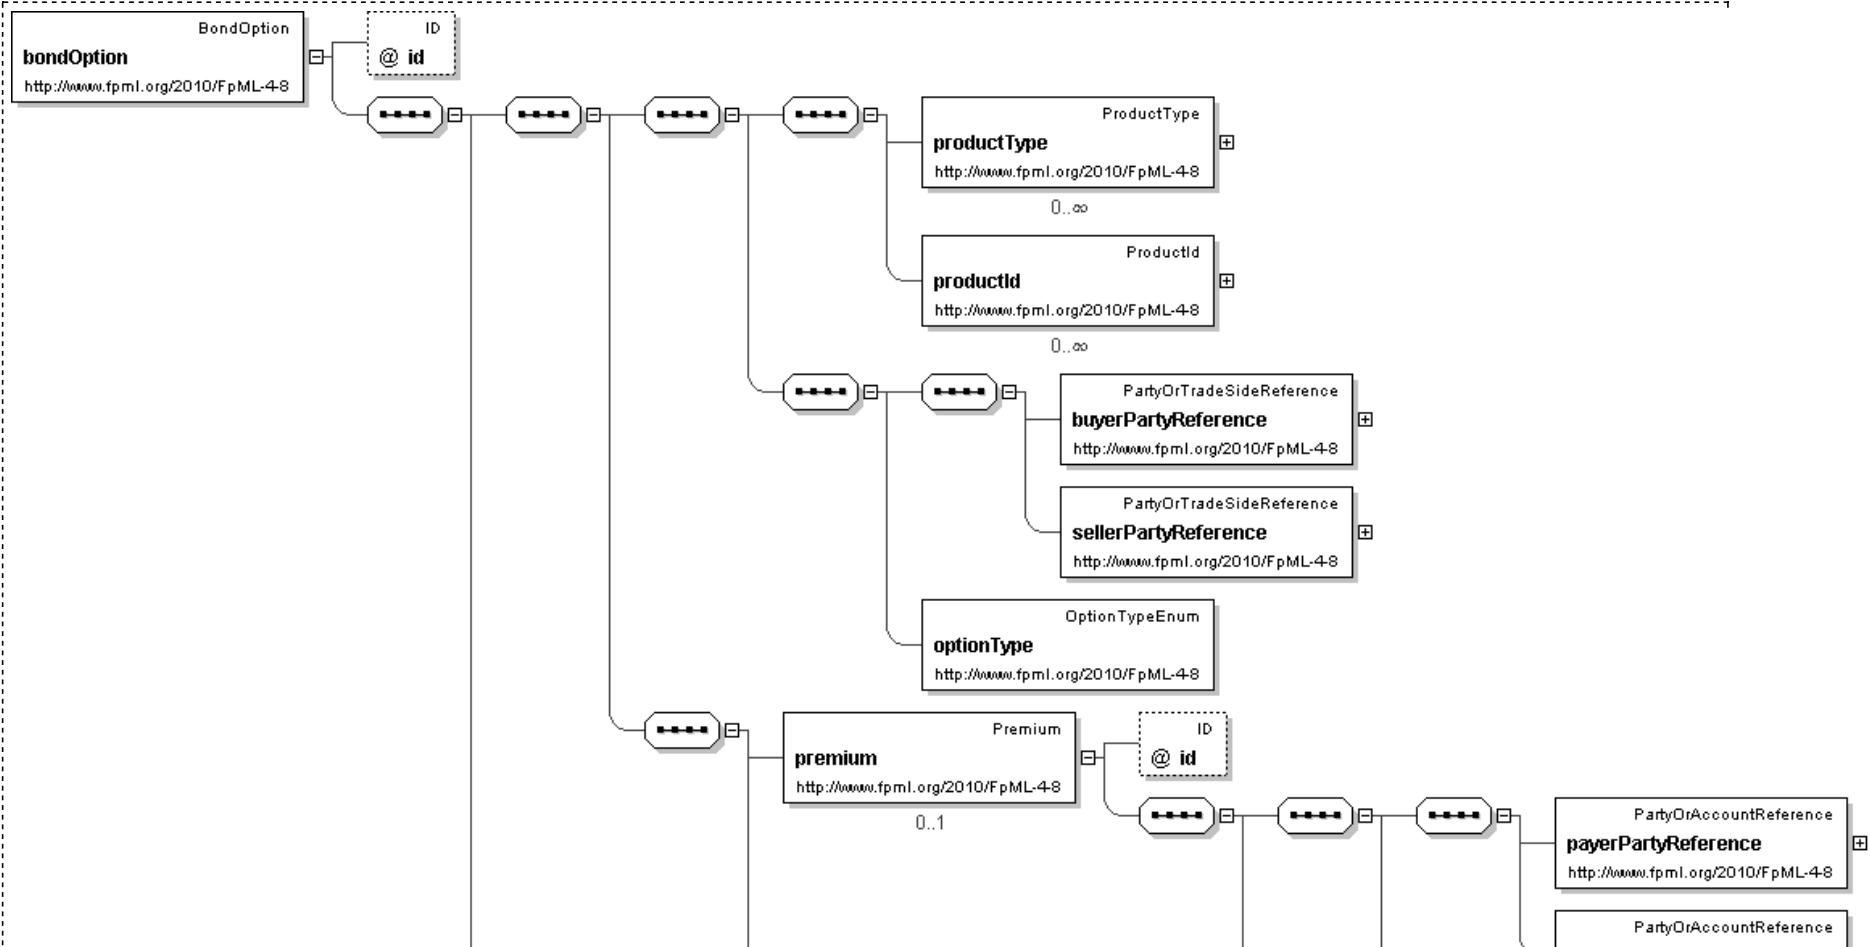 BondOption
bondOption
http://www.fpml.org/2010/FpML-4-8
ID
@ id
ProductType
productType
http://www.fpml.org/2010/FpML-4-8
0..∞
ProductId
productId
http://www.fpml.org/2010/FpML-4-8
0..∞
PartyOrTradeSideReference
buyerPartyReference
http://www.fpml.org/2010/FpML-4-8
PartyOrTradeSideReference
sellerPartyReference
http://www.fpml.org/2010/FpML-4-8
OptionTypeEnum
optionType
http://www.fpml.org/2010/FpML-4-8
Premium
premium
http://www.fpml.org/2010/FpML-4-8
0..1
ID
@ id
PartyOrAccountReference
payerPartyReference
http://www.fpml.org/2010/FpML-4-8
PartyOrAccountReference